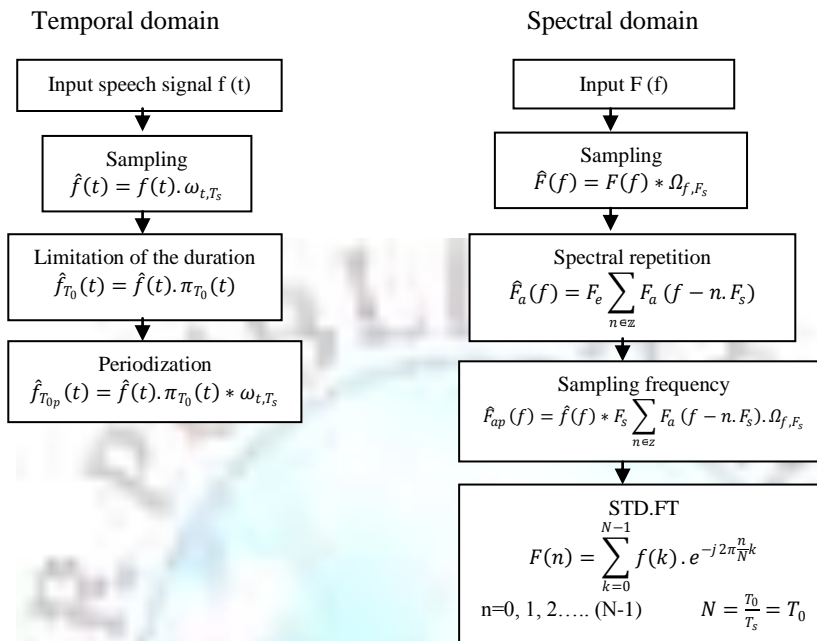 Temporal domain
Input speech signal f (t)
Sampling
f̂(t) = f(t). ω_{t,T_s}
Limitation of the duration
f̂_{T_0}(t) = f̂(t). π_{T_0}(t)
Periodization
f̂_{T_{0p}}(t) = f̂(t). π_{T_0}(t) * ω_{t,T_s}
Spectral domain
Input F (f)
Sampling
F̂(f) = F(f) * Ω_{f,F_s}
Spectral repetition
F̂_a(f) = F_e ∑_{n∈ℤ} F_a (f − n. F_s)
Sampling frequency
F̂_{ap}(f) = f̂(f) * F_s ∑_{n∈z} F_a (f − n. F_s). Ω_{f,F_s}
STD.FT
F(n) = ∑_{k=0}^{N−1} f(k) . e^{−j2π\frac{n}{N}k}
n=0, 1, 2….. (N-1) N = \frac{T_0}{T_s} = T_0